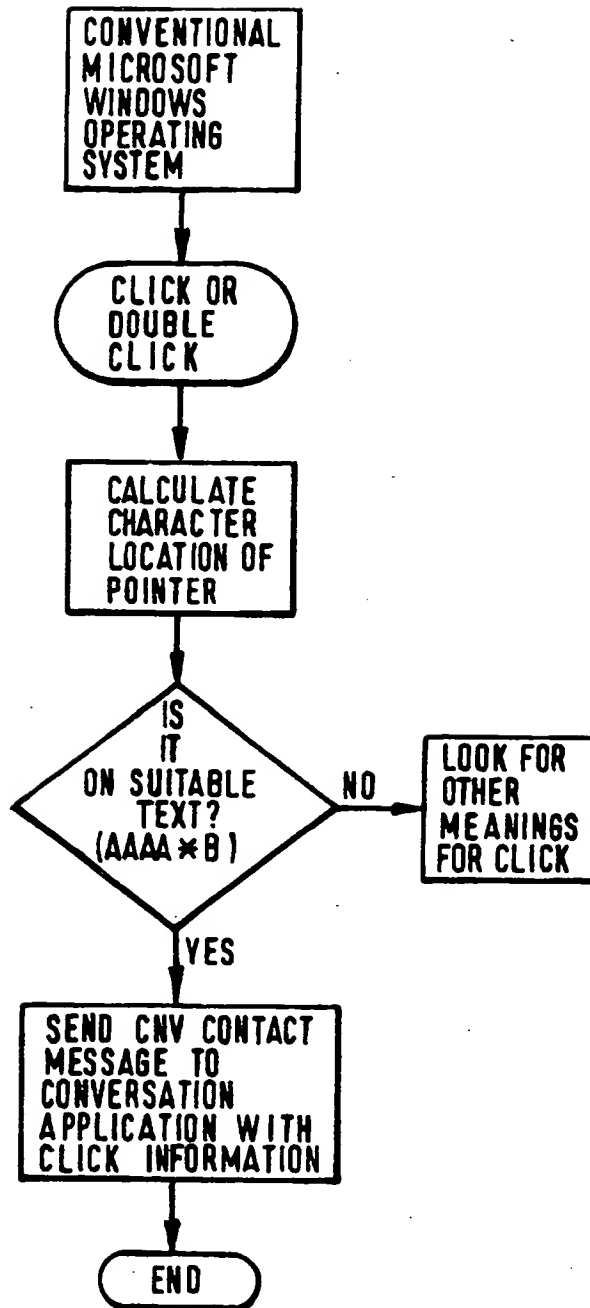 CONVENTIONAL
MICROSOFT
WINDOWS
OPERATING
SYSTEM
CLICK OR
DOUBLE
CLICK
CALCULATE
CHARACTER
LOCATION OF
POINTER
IS
IT
ON SUITABLE
TEXT?
(AAAA*B)
NO
LOOK FOR
OTHER
MEANINGS
FOR CLICK
YES
SEND CNV CONTACT
MESSAGE TO
CONVERSATION
APPLICATION WITH
CLICK INFORMATION
END